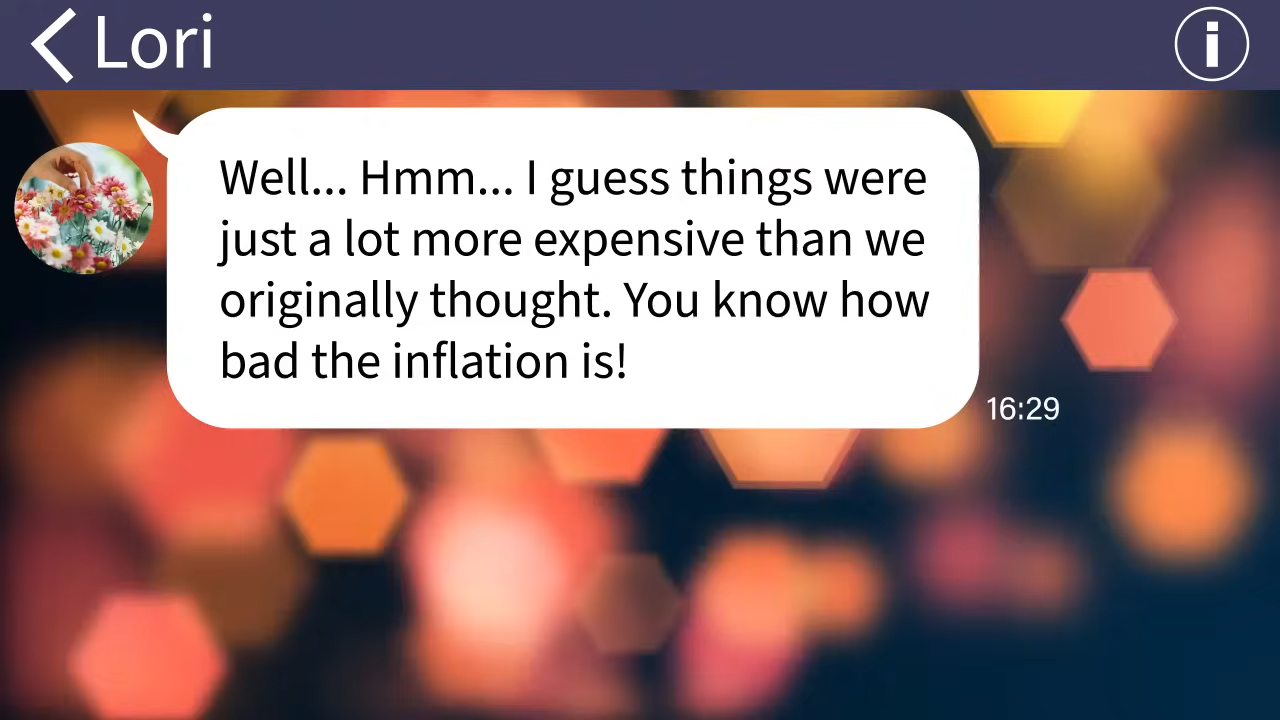 Lori
Well... Hmm... I guess things were
just a lot more expensive than we
originally thought. You know how
bad the inflation is!
16:29